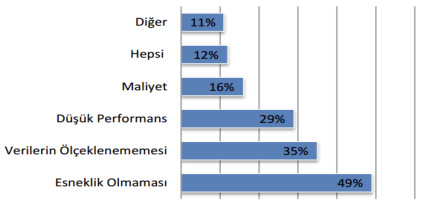 Diğer 11%
Hepsi 12%
Maliyet 16%
Düşük Performans 29%
Verilerin Ölçeklenememesi 35%
Esneklik Olmaması 49%